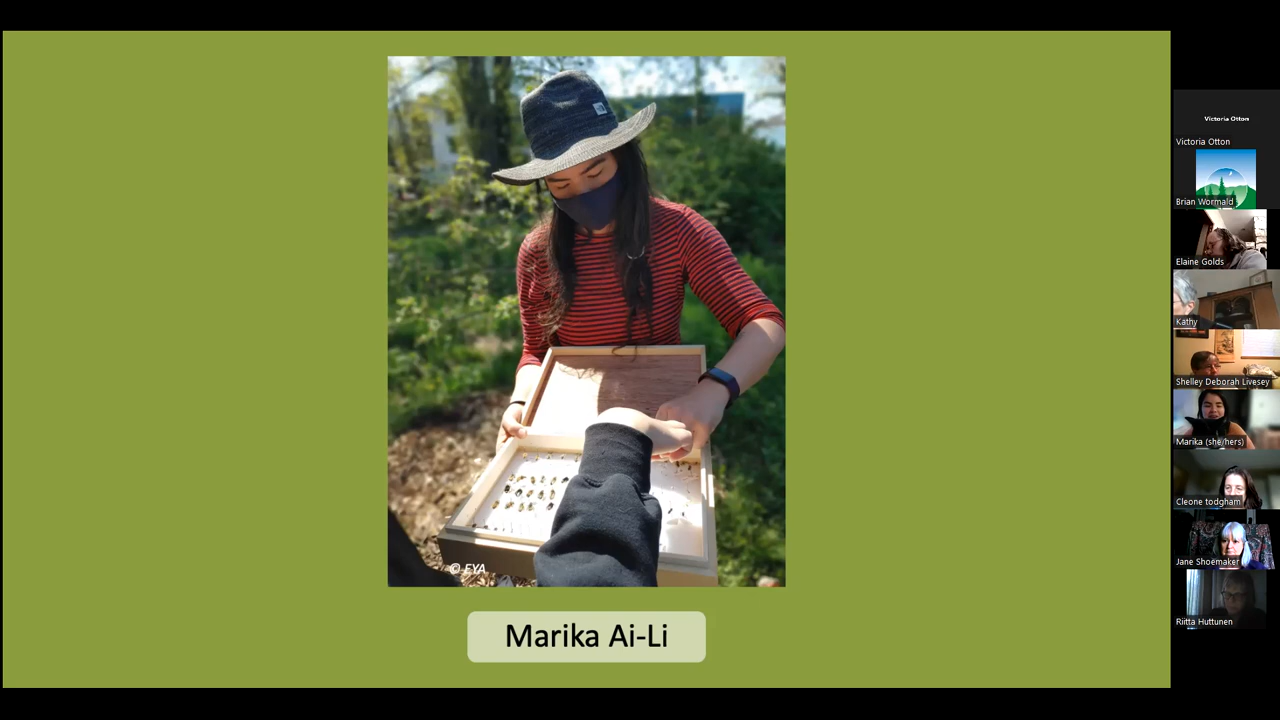 © EYA
Marika Ai-Li
Victoria Otton
Victoria Otton
Brian Wormald
Elaine Golds
Kathy
Shelley Deborah Livesey
Marika (she/hers)
Cleone todgham
Jane Shoemaker
Riitta Huttunen